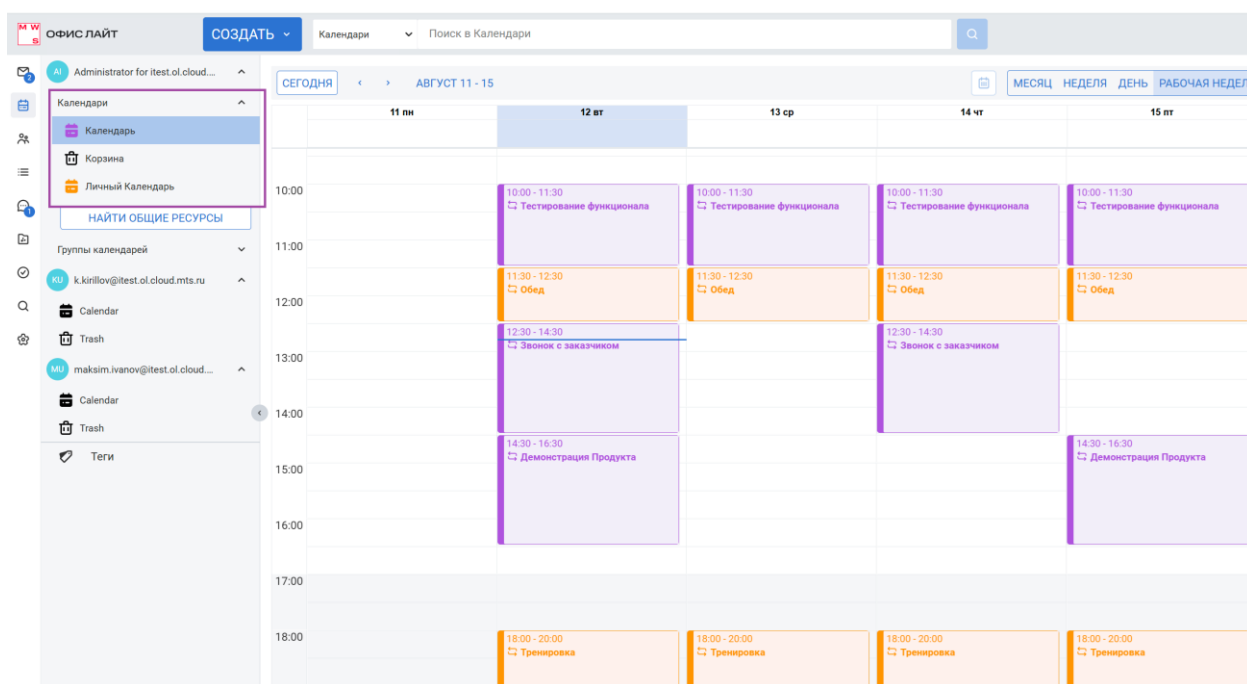 M W S ОФИС ЛАЙТ
СОЗДАТЬ
Календари
Поиск в Календари
2
AI Administrator for itest.ol.cloud....
Календари
Календарь
Корзина
Личный Календарь
НАЙТИ ОБЩИЕ РЕСУРСЫ
1
Группы календарей
KU k.kirillov@itest.ol.cloud.mts.ru
Calendar
Trash
MU maksim.ivanov@itest.ol.cloud....
Calendar
Trash
Теги
СЕГОДНЯ
АВГУСТ 11 - 15
МЕСЯЦ НЕДЕЛЯ ДЕНЬ РАБОЧАЯ НЕДЕЛ
11 пн 12 вт 13 ср 14 чт 15 пт
10:00
10:00 - 11:30 10:00 - 11:30 10:00 - 11:30 10:00 - 11:30
Тестирование функционала Тестирование функционала Тестирование функционала Тестирование функционала
11:00
11:30 - 12:30 11:30 - 12:30 11:30 - 12:30 11:30 - 12:30
Обед Обед Обед Обед
12:00
12:30 - 14:30 12:30 - 14:30
Звонок с заказчиком Звонок с заказчиком
13:00
14:00
14:30 - 16:30 14:30 - 16:30
Демонстрация Продукта Демонстрация Продукта
15:00
16:00
17:00
18:00
18:00 - 20:00 18:00 - 20:00 18:00 - 20:00 18:00 - 20:00
Тренировка Тренировка Тренировка Тренировка